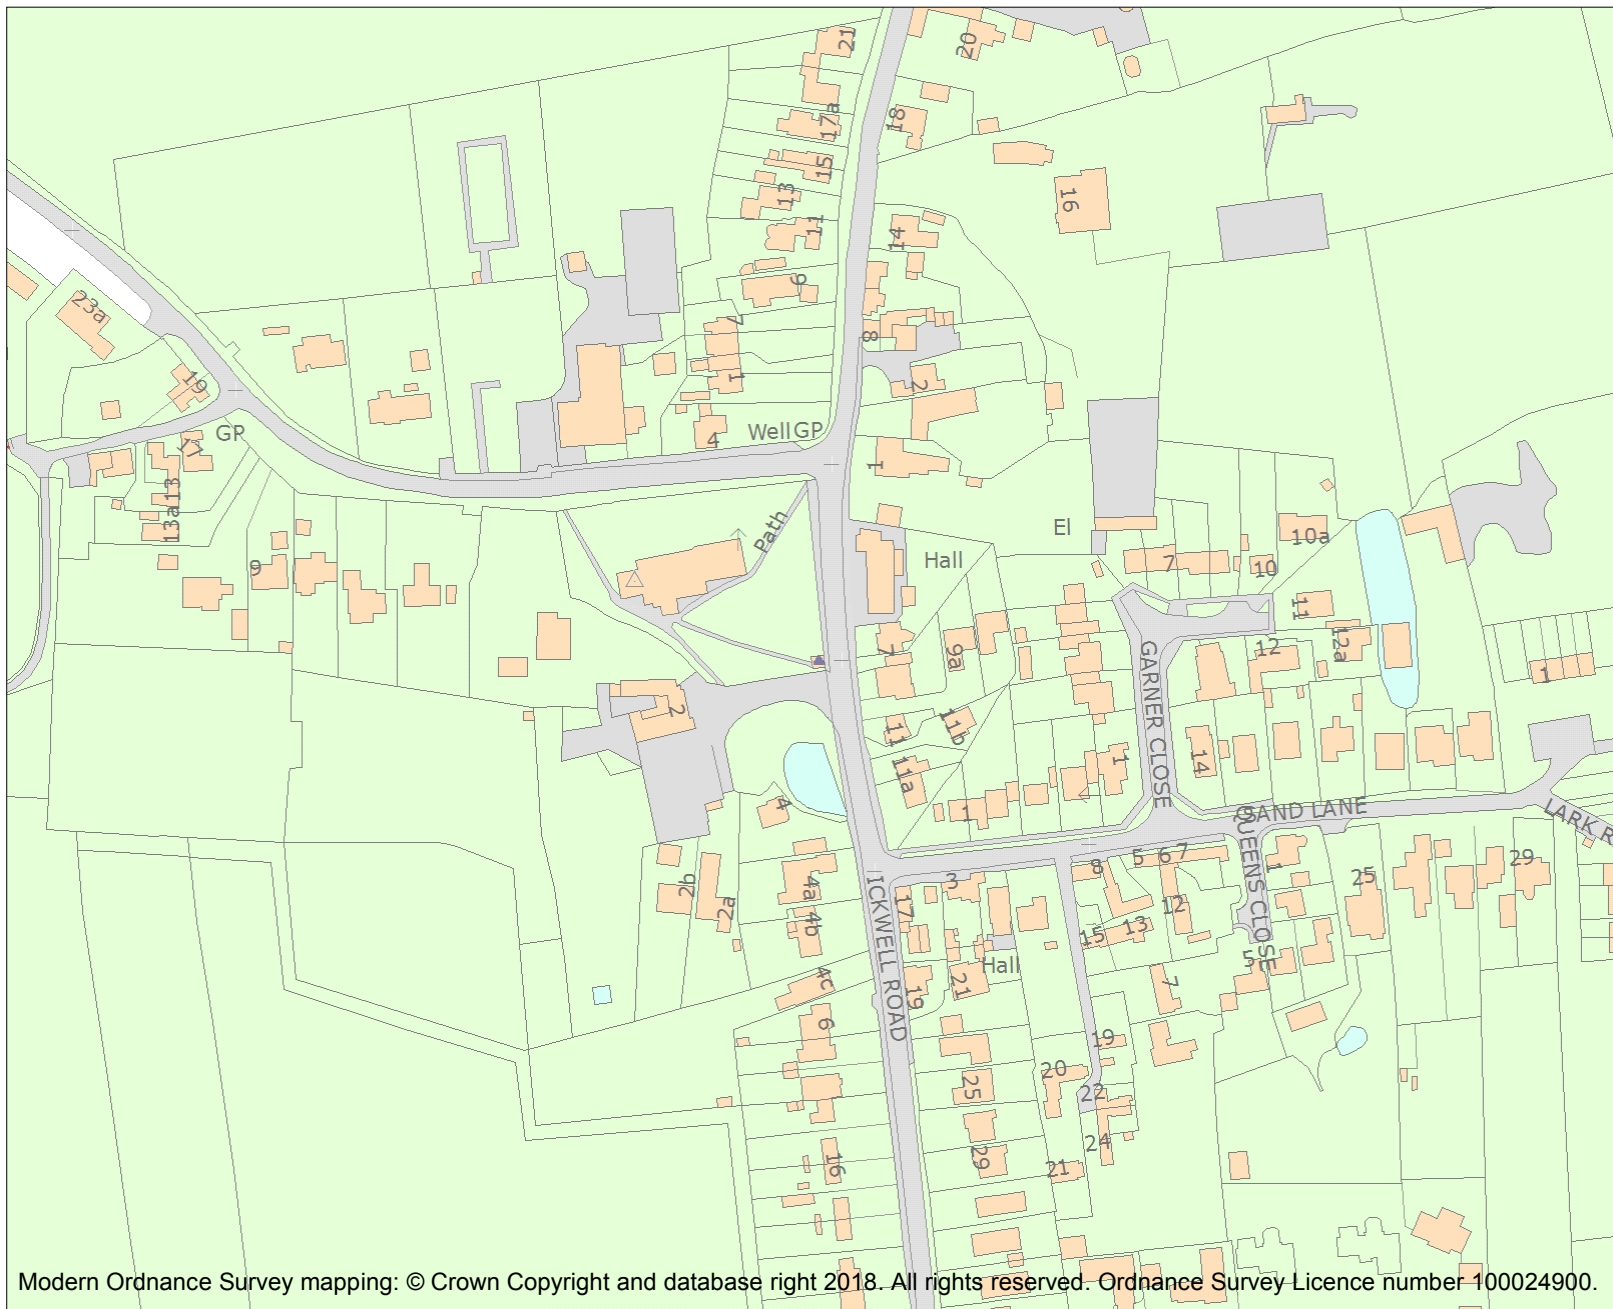 21
20
17a
18
15
16
13
11
14
9
23a
7
8
19
1
2
GP
4
Well GP
17
1
13
13a
Path
El
10a
Hall
7
10
9
11
12a
7
9a
12
GARNER CLOSE
1
2
11
11b
14
11a
1
4
1
SAND LANE
LARK R
QUEENS CLOSE
5
6
7
8
1
29
25
3
2b
4a
2a
17
12
4b
15
13
ICKWELL ROAD
Hall
5
4c
21
19
7
6
19
20
25
22
24
16
29
21
Modern Ordnance Survey mapping: © Crown Copyright and database right 2018. All rights reserved. Ordnance Survey Licence number 100024900.